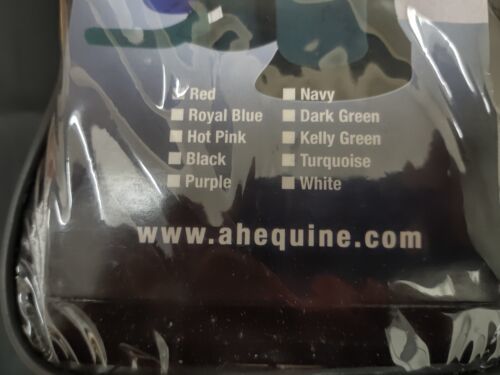 Red
Royal Blue
Hot Pink
Black
Purple
Navy
Dark Green
Kelly Green
Turquoise
White
www.ahequine.com